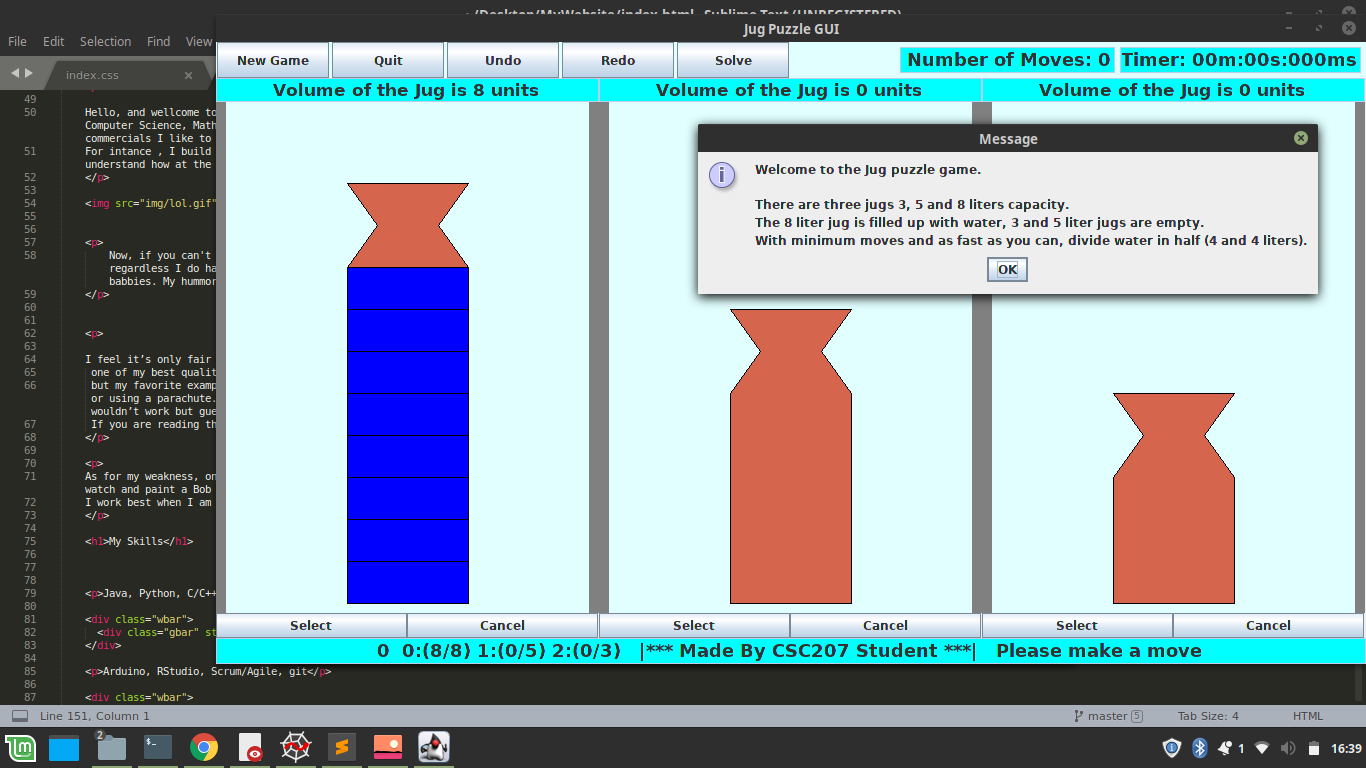 ~/Desktop/MyWebsite/index.html - Sublime Text (UNREGISTERED)
Jug Puzzle GUI
File Edit Selection Find View
New Game Quit Undo Redo Solve Number of Moves: 0 Timer: 00m:00s:000ms
index.css
Volume of the Jug is 8 units Volume of the Jug is 0 units Volume of the Jug is 0 units
Message
Welcome to the Jug puzzle game.
There are three jugs 3, 5 and 8 liters capacity.
The 8 liter jug is filled up with water, 3 and 5 liter jugs are empty.
With minimum moves and as fast as you can, divide water in half (4 and 4 liters).
OK
49
50 Hello, and wellcome to
Computer Science, Math
commercials I like to
51 For intance , I build
understand how at the
52 </p>
53
54 <img src="img/lol.gif"
55
56
57 <p>
58 Now, if you can't
regardless I do ha
babbies. My hummor
59 </p>
60
61
62 <p>
63
64 I feel it’s only fair
65 one of my best qualit
66 but my favorite examp
or using a parachute.
wouldn’t work but gue
67 If you are reading th
68 </p>
69
70 <p>
71 As for my weakness, on
watch and paint a Bob
72 I work best when I am
73 </p>
74
75 <h1>My Skills</h1>
76
77
78
79 <p>Java, Python, C/C++
80
81 <div class="wbar">
82 <div class="gbar" st
83 </div>
84
85 <p>Arduino, RStudio, Scrum/Agile, git</p>
86
87 <div class="wbar">
Select Cancel Select Cancel Select Cancel
0 0:(8/8) 1:(0/5) 2:(0/3) |*** Made By CSC207 Student ***| Please make a move
Line 151, Column 1 master 5 Tab Size: 4 HTML
2 1 16:39